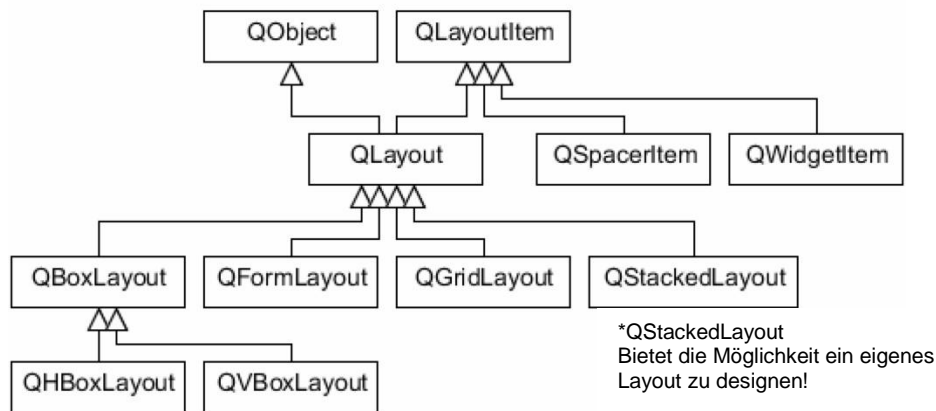 QObject
QLayoutItem
QLayout
QSpacerItem
QWidgetItem
QBoxLayout
QFormLayout
QGridLayout
QStackedLayout
QHBoxLayout
QVBoxLayout
*QStackedLayout
Bietet die Möglichkeit ein eigenes
Layout zu designen!